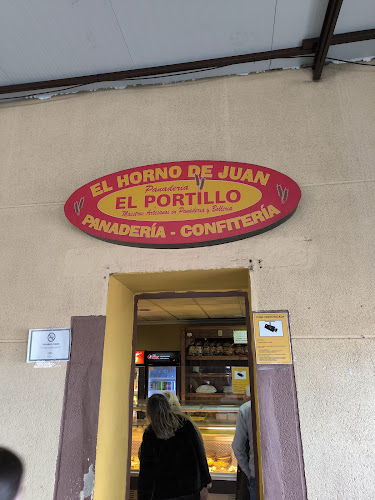 EL HORNO DE JUAN
Panadería
EL PORTILLO
Maestros Artesanos en Panadería y Bollería
PANADERÍA - CONFITERÍA